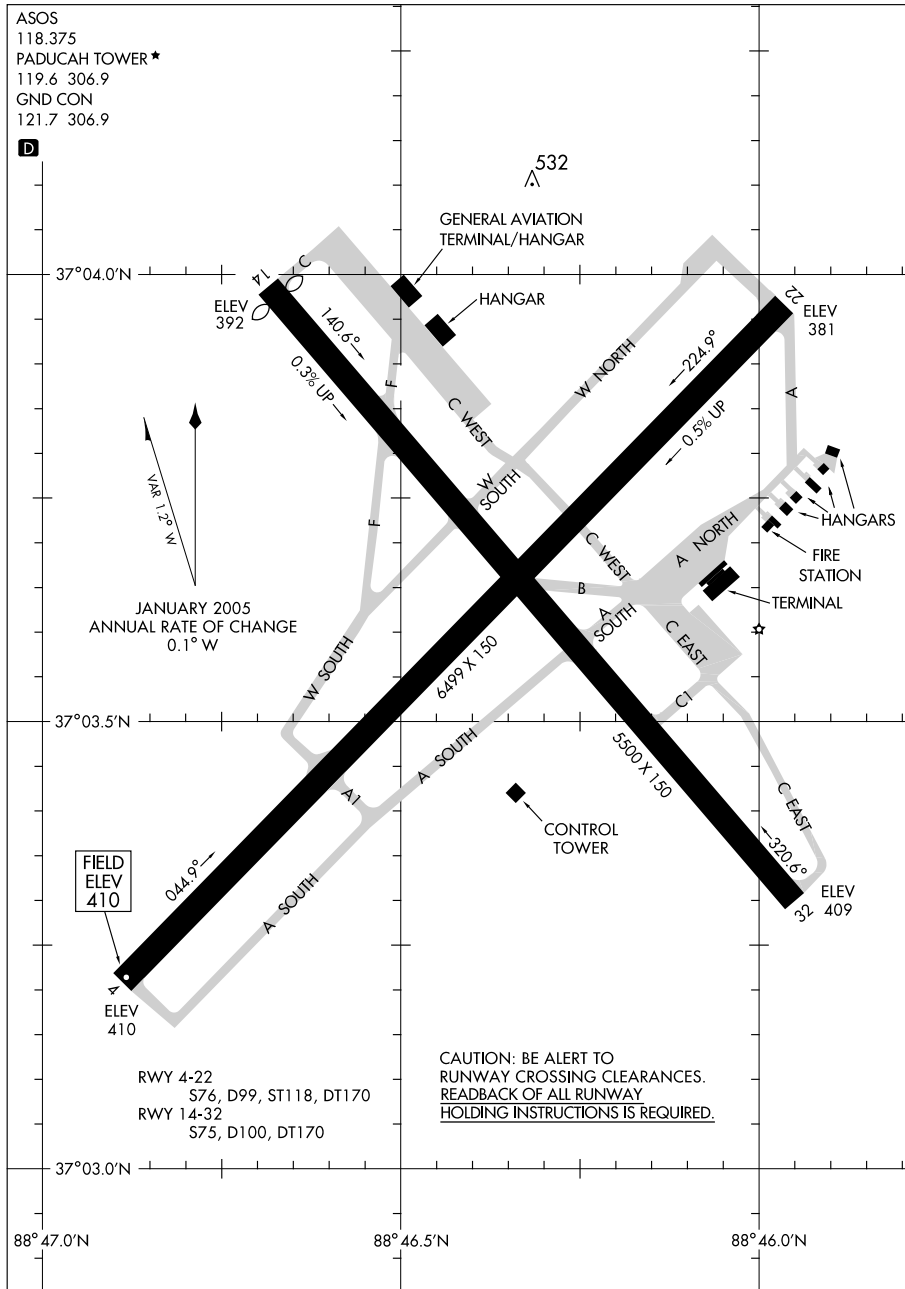 ASOS
118.375
PADUCAH TOWER★
119.6 306.9
GND CON
121.7 306.9
D
532
GENERAL AVIATION
TERMINAL/HANGAR
37°04.0'N
14
C
22
HANGAR
ELEV
392
ELEV
381
140.6°
224.9°
W NORTH
0.3% UP
F
A
C WEST
0.5% UP
VAR 1.2° W
W
SOUTH
F
HANGARS
A NORTH
C WEST
FIRE
STATION
JANUARY 2005
ANNUAL RATE OF CHANGE
0.1° W
B
TERMINAL
A
SOUTH
C EAST
W SOUTH
6499 X 150
C1
37°03.5'N
A SOUTH
5500 X 150
A1
CONTROL
TOWER
C EAST
FIELD
ELEV
410
044.9°
320.6°
A SOUTH
32
ELEV
409
4
ELEV
410
RWY 4-22
S76, D99, ST118, DT170
RWY 14-32
S75, D100, DT170
CAUTION: BE ALERT TO
RUNWAY CROSSING CLEARANCES.
READBACK OF ALL RUNWAY
HOLDING INSTRUCTIONS IS REQUIRED.
37°03.0'N
88°47.0'N
88°46.5'N
88°46.0'N